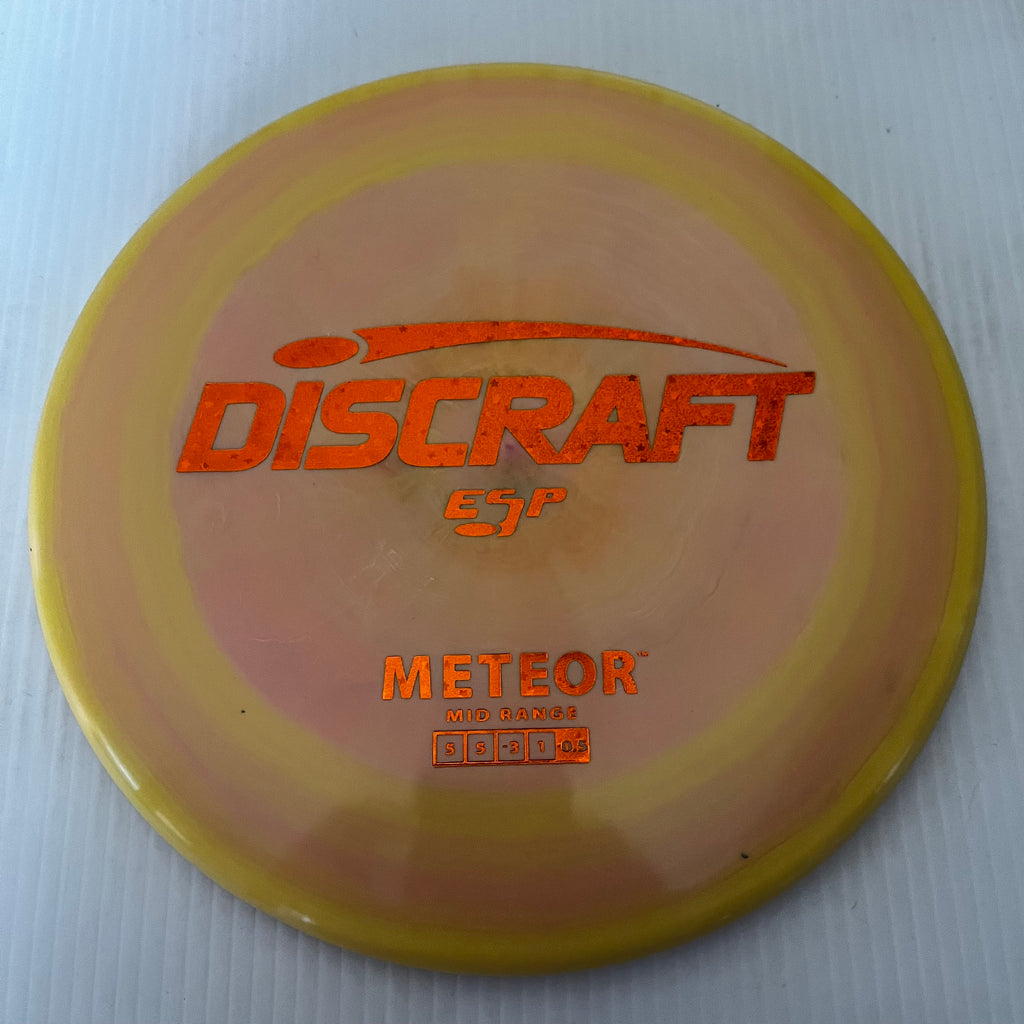 DISCRAFT
ESP
METEOR™
MID RANGE
5 5 -3 1 -0.5